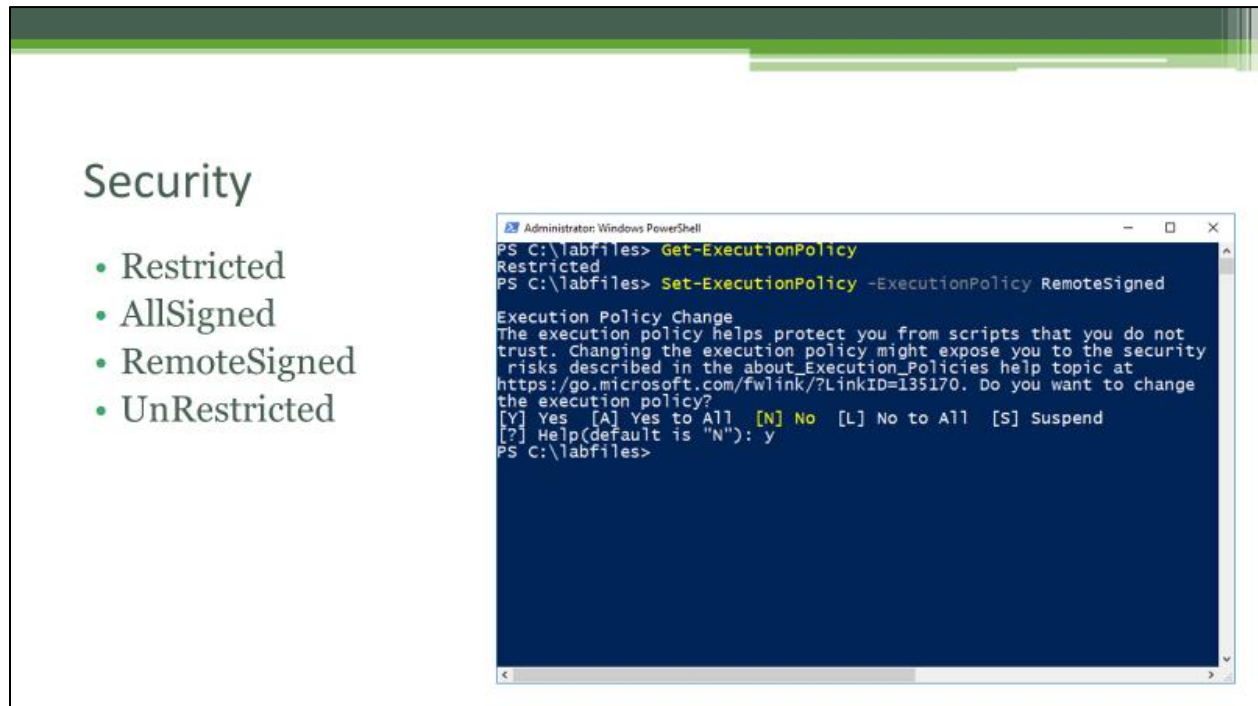 Security
• Restricted
• AllSigned
• RemoteSigned
• UnRestricted
Administrator: Windows PowerShell
PS C:\labfiles> Get-ExecutionPolicy
Restricted
PS C:\labfiles> Set-ExecutionPolicy -ExecutionPolicy RemoteSigned
Execution Policy Change
The execution policy helps protect you from scripts that you do not
trust. Changing the execution policy might expose you to the security
risks described in the about_Execution_Policies help topic at
https:/go.microsoft.com/fwlink/?LinkID=135170. Do you want to change
the execution policy?
[Y] Yes [A] Yes to All [N] No [L] No to All [S] Suspend
[?] Help(default is "N"): y
PS C:\labfiles>